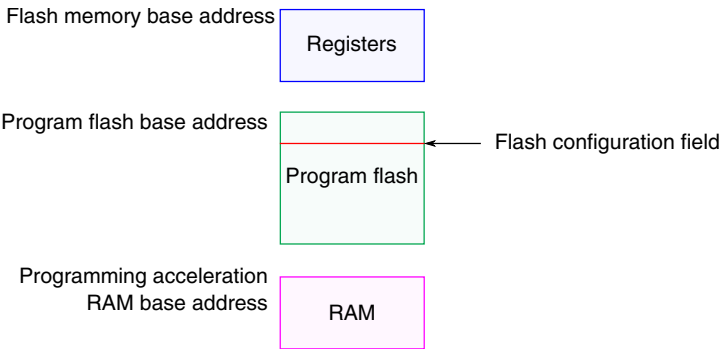 Flash memory base address
Registers
Program flash base address
Flash configuration field
Program flash
Programming acceleration
RAM base address
RAM